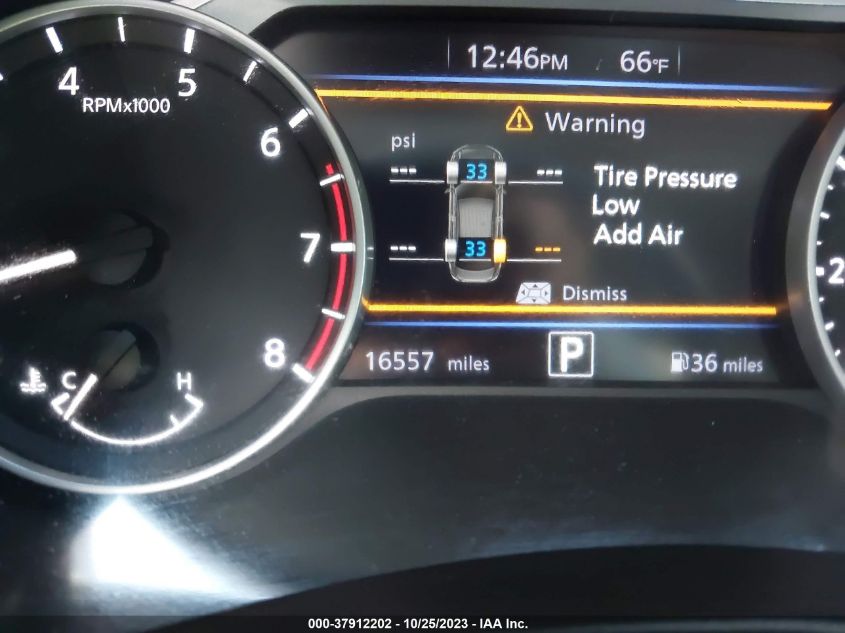 12:46PM 66°F
4 5
RPMx1000
6
7
8
Warning
psi
--- 33 ---
--- 33 ---
Tire Pressure
Low
Add Air
Dismiss
2
C H
16557 miles P 36 miles
000-37912202 - 10/25/2023 - IAA Inc.